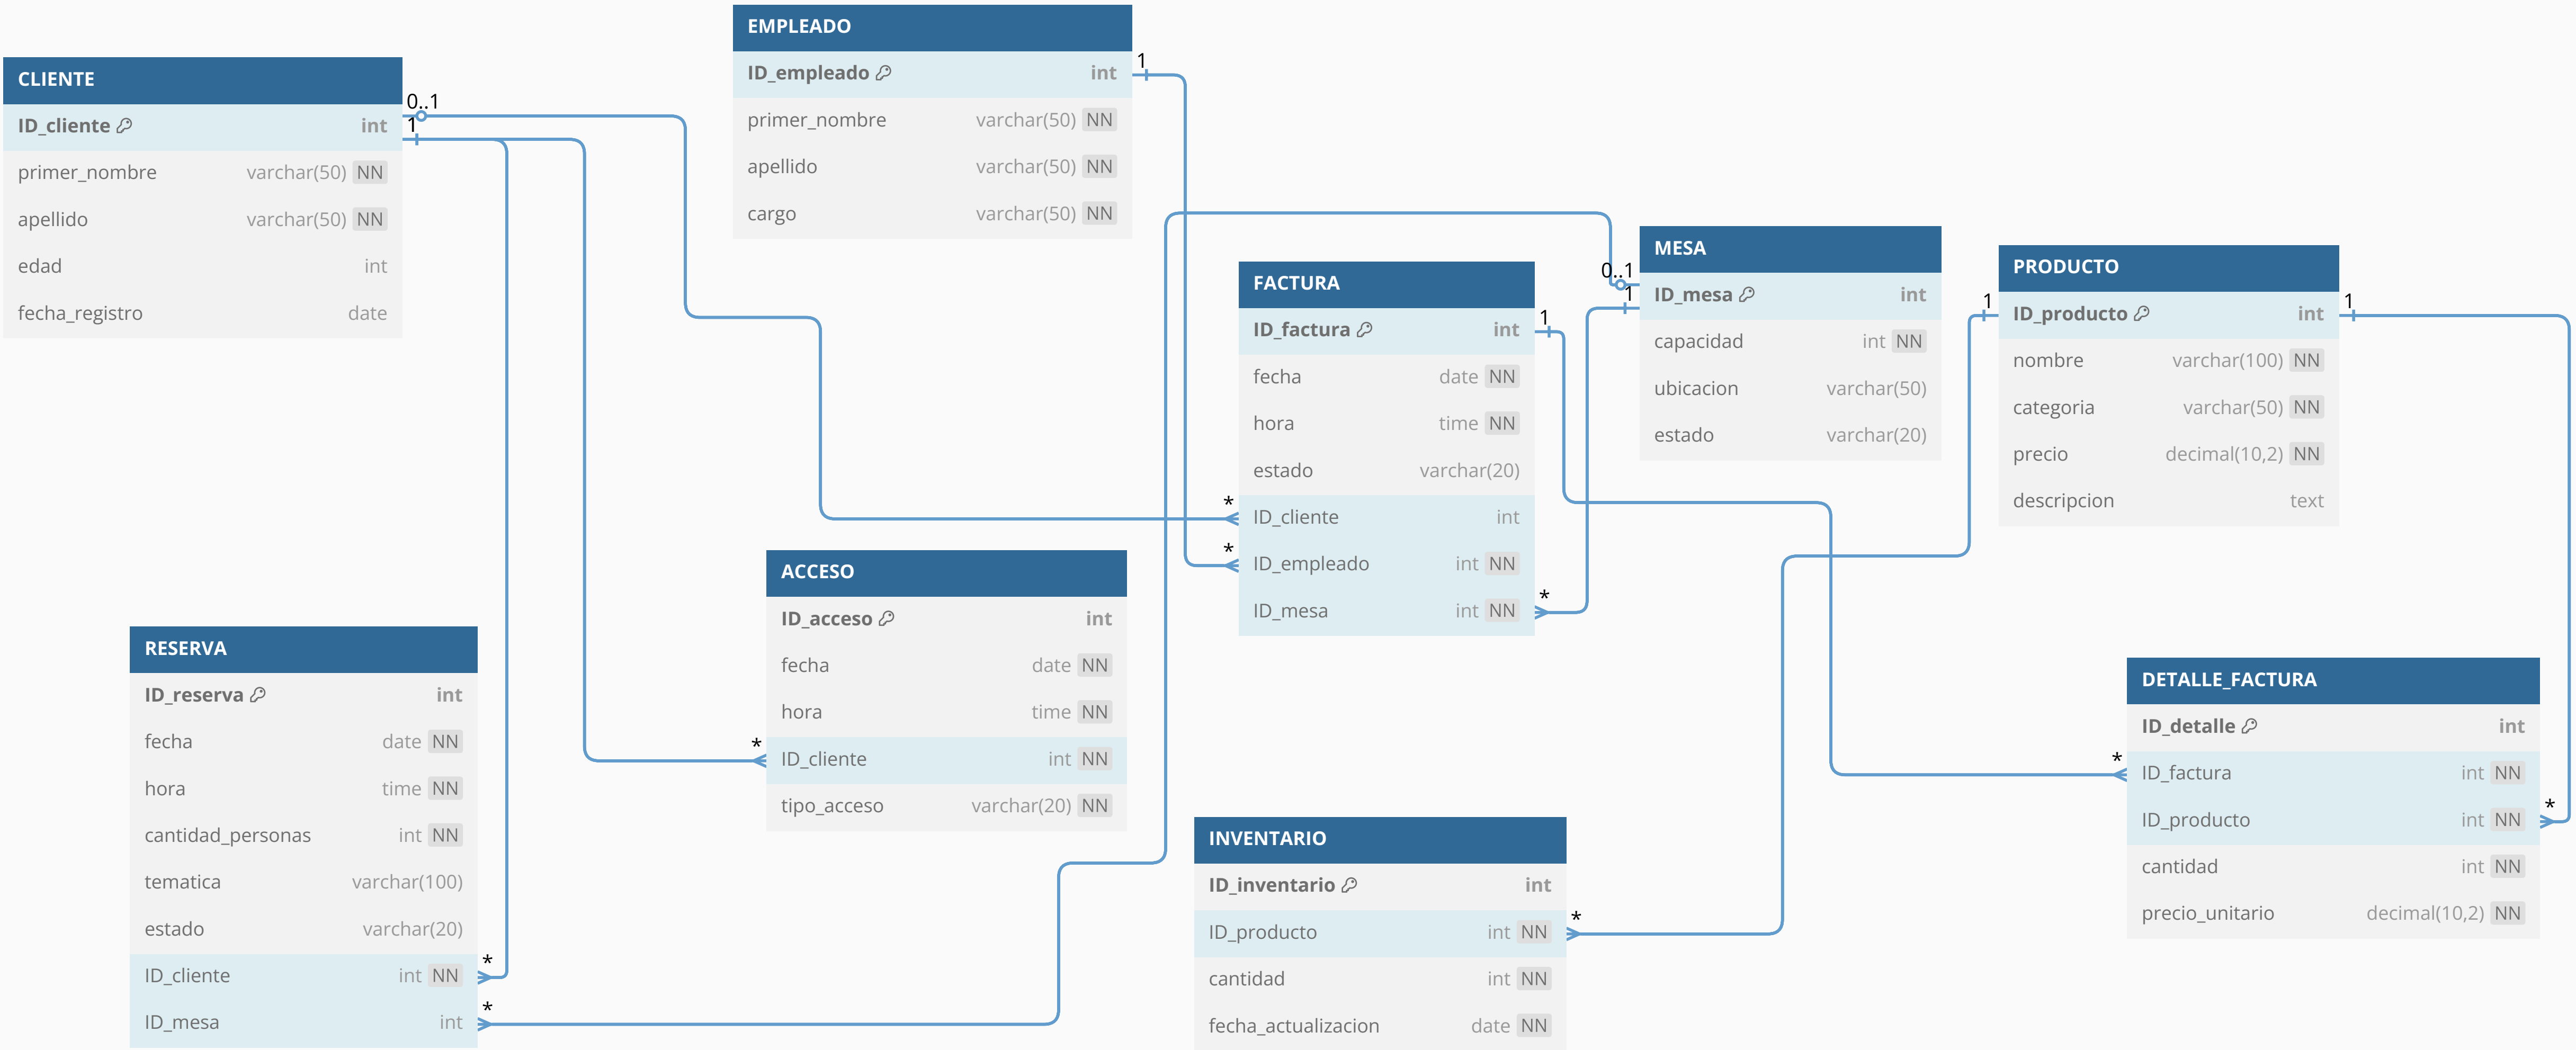 CLIENTE
ID_cliente int
primer_nombre varchar(50) NN
apellido varchar(50) NN
edad int
fecha_registro date
0..1
1
EMPLEADO
ID_empleado int
primer_nombre varchar(50) NN
apellido varchar(50) NN
cargo varchar(50) NN
1
FACTURA
ID_factura int
fecha date NN
hora time NN
estado varchar(20)
ID_cliente int
ID_empleado int NN
ID_mesa int NN
1
*
*
*
MESA
ID_mesa int
capacidad int NN
ubicacion varchar(50)
estado varchar(20)
0..1
1
PRODUCTO
ID_producto int
nombre varchar(100) NN
categoria varchar(50) NN
precio decimal(10,2) NN
descripcion text
1
1
RESERVA
ID_reserva int
fecha date NN
hora time NN
cantidad_personas int NN
tematica varchar(100)
estado varchar(20)
ID_cliente int NN
ID_mesa int
*
*
ACCESO
ID_acceso int
fecha date NN
hora time NN
ID_cliente int NN
tipo_acceso varchar(20) NN
*
INVENTARIO
ID_inventario int
ID_producto int NN
cantidad int NN
fecha_actualizacion date NN
*
DETALLE_FACTURA
ID_detalle int
ID_factura int NN
ID_producto int NN
cantidad int NN
precio_unitario decimal(10,2) NN
*
*